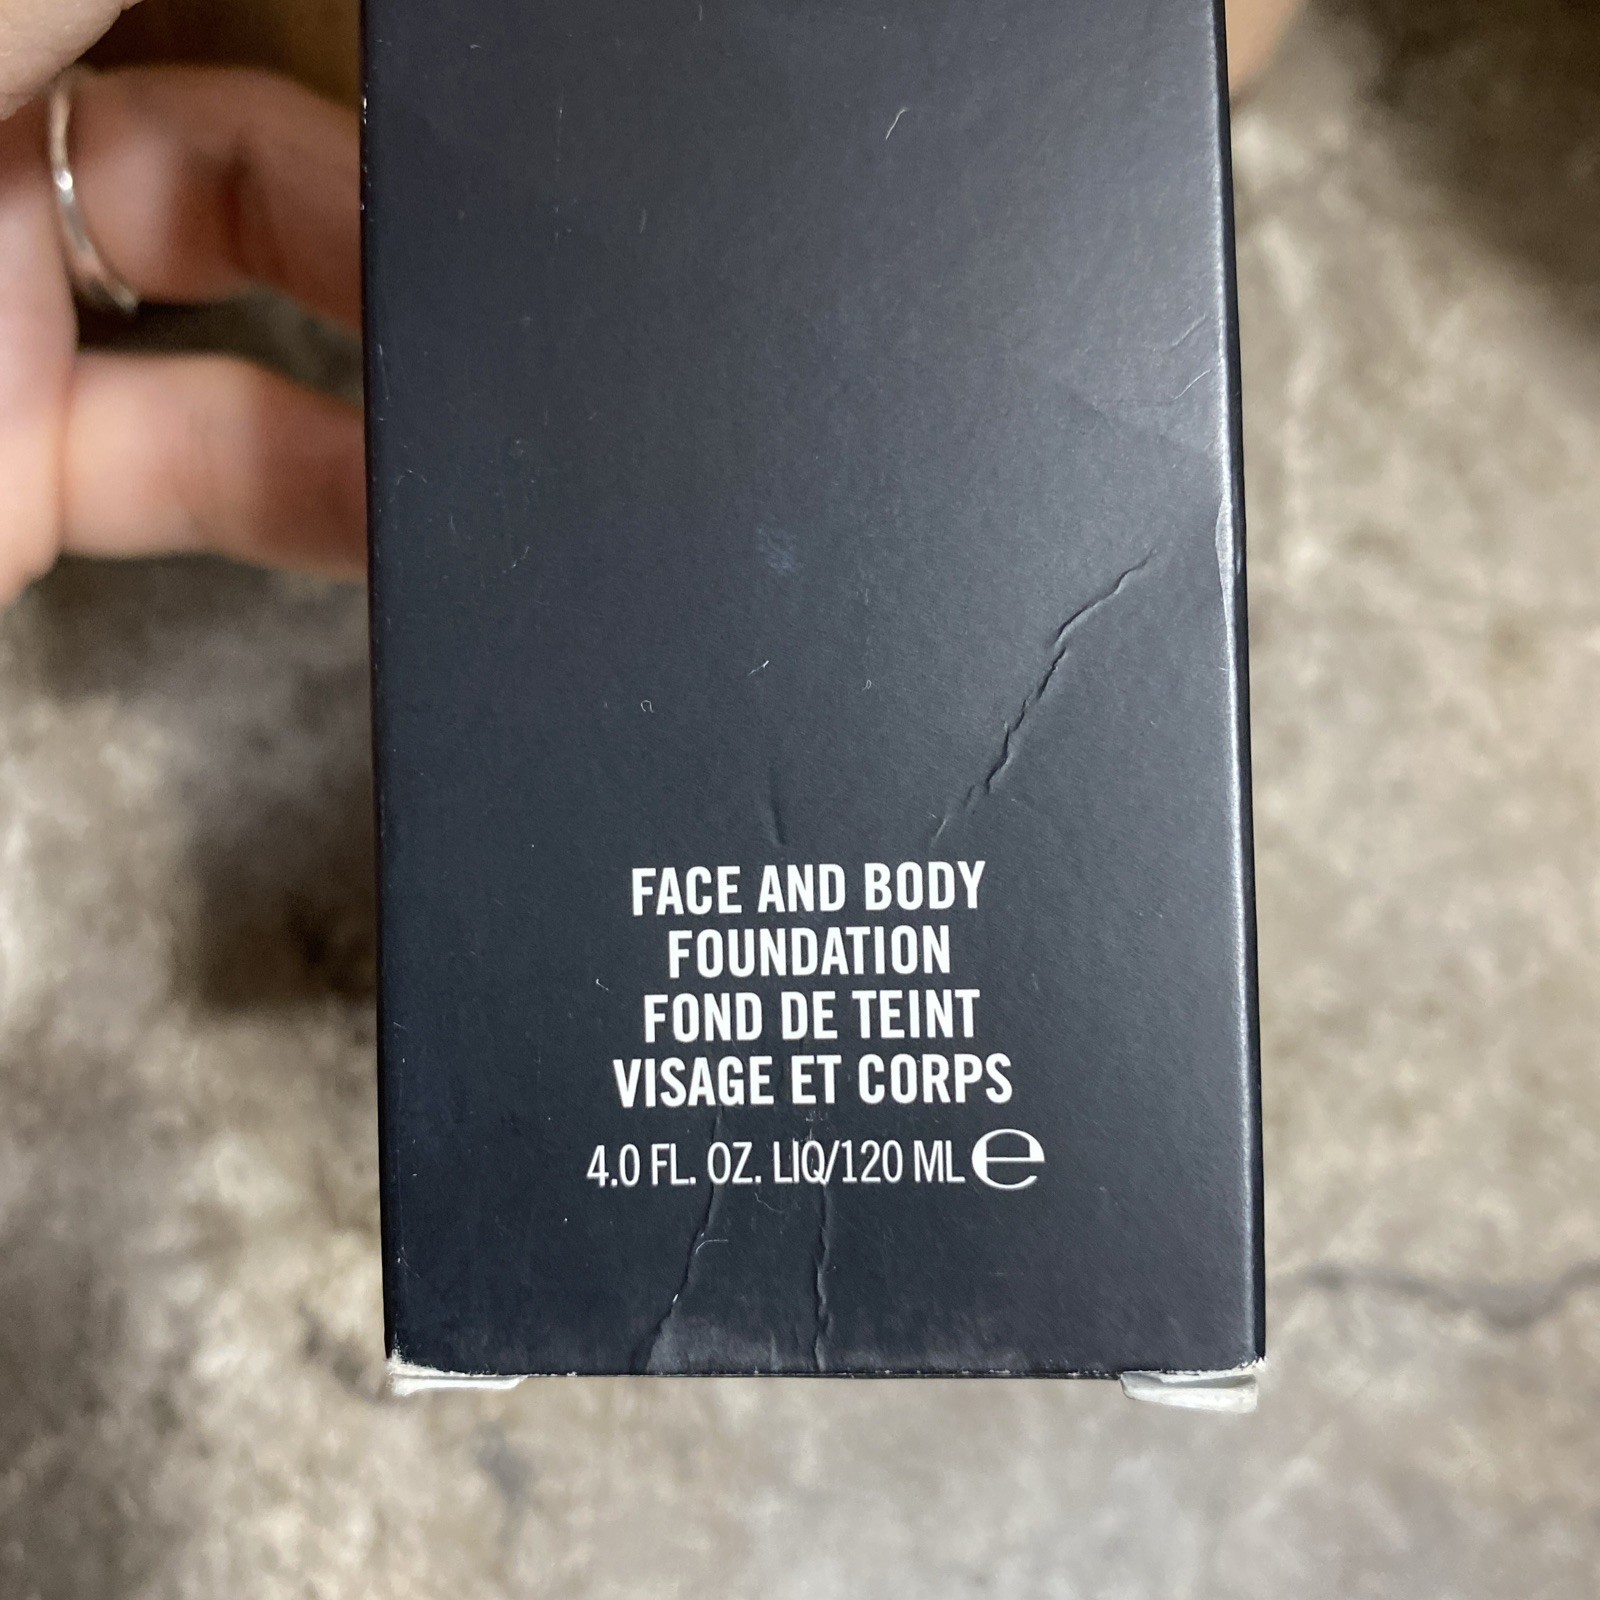 FACE AND BODY
FOUNDATION
FOND DE TEINT
VISAGE ET CORPS
4.0 FL. OZ. LIQ/120 ML ℮